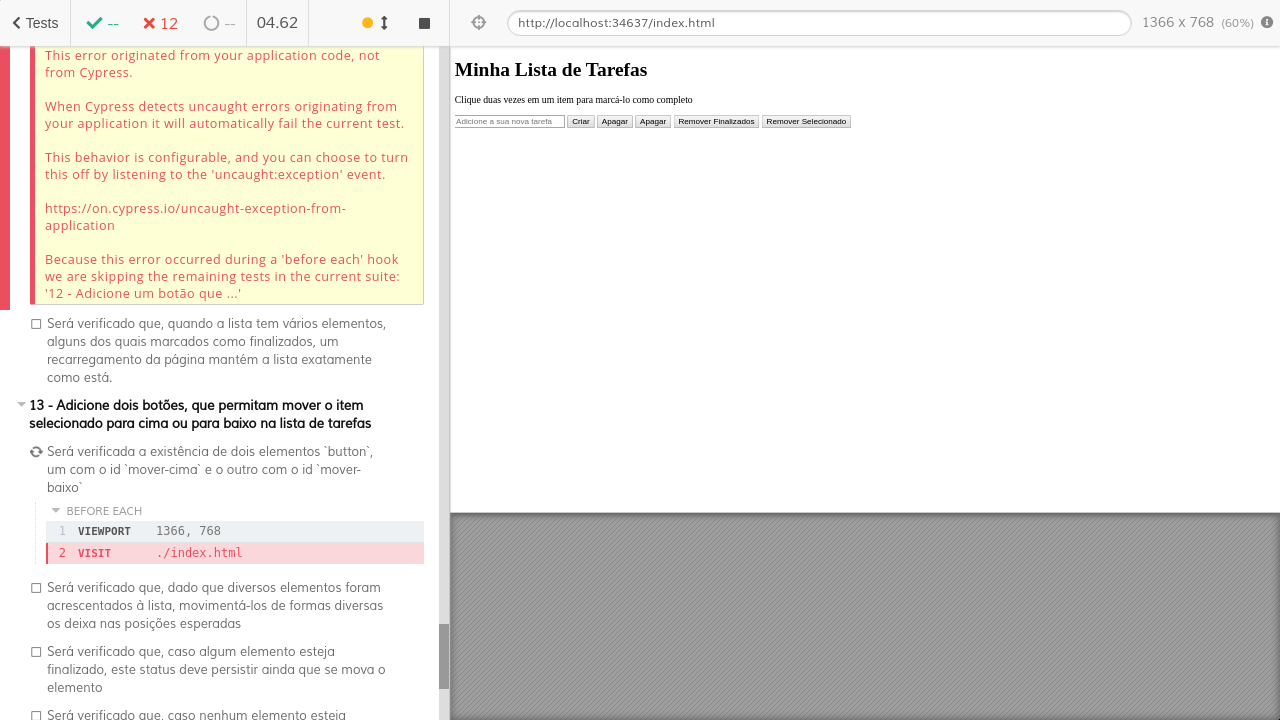 Tests
--
12
--
04.62
http://localhost:34637/index.html
1366 x 768 (60%)
This error originated from your application code, not
from Cypress.
When Cypress detects uncaught errors originating from
your application it will automatically fail the current test.
This behavior is configurable, and you can choose to turn
this off by listening to the 'uncaught:exception' event.
https://on.cypress.io/uncaught-exception-from-
application
Because this error occurred during a 'before each' hook
we are skipping the remaining tests in the current suite:
'12 - Adicione um botão que ...'
Será verificado que, quando a lista tem vários elementos,
alguns dos quais marcados como finalizados, um
recarregamento da página mantém a lista exatamente
como está.
13 - Adicione dois botões, que permitam mover o item
selecionado para cima ou para baixo na lista de tarefas
Será verificada a existência de dois elementos `button`,
um com o id `mover-cima` e o outro com o id `mover-
baixo`
BEFORE EACH
1 VIEWPORT 1366, 768
2 VISIT ./index.html
Será verificado que, dado que diversos elementos foram
acrescentados à lista, movimentá-los de formas diversas
os deixa nas posições esperadas
Será verificado que, caso algum elemento esteja
finalizado, este status deve persistir ainda que se mova o
elemento
Será verificado que, caso nenhum elemento esteja
Minha Lista de Tarefas
Clique duas vezes em um item para marcá-lo como completo
Adicione a sua nova tarefa Criar Apagar Apagar Remover Finalizados Remover Selecionado